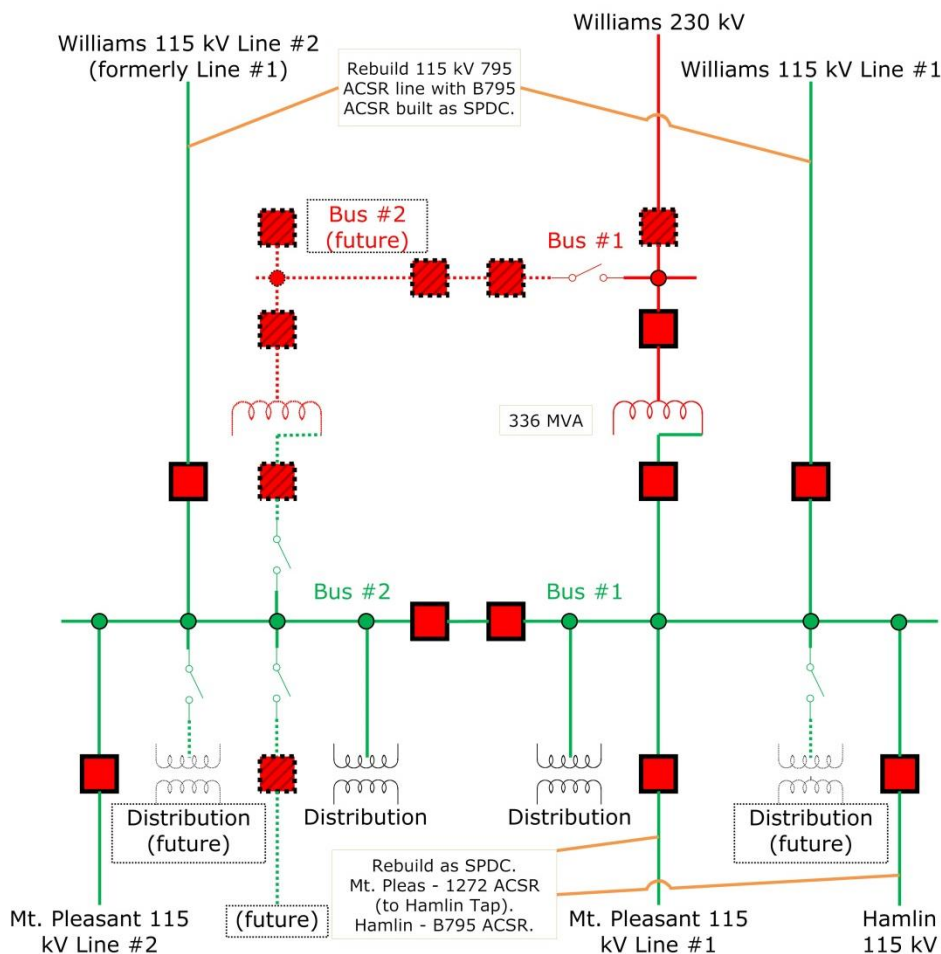 Williams 230 kV
Williams 115 kV Line #2
(formerly Line #1)
Rebuild 115 kV 795
ACSR line with B795
ACSR built as SPDC.
Williams 115 kV Line #1
Bus #2
(future)
Bus #1
336 MVA
Bus #2
Bus #1
Distribution
(future)
Distribution
Distribution
Distribution
(future)
Rebuild as SPDC.
Mt. Pleas - 1272 ACSR
(to Hamlin Tap).
Hamlin - B795 ACSR.
Mt. Pleasant 115
kV Line #2
(future)
Mt. Pleasant 115
kV Line #1
Hamlin
115 kV